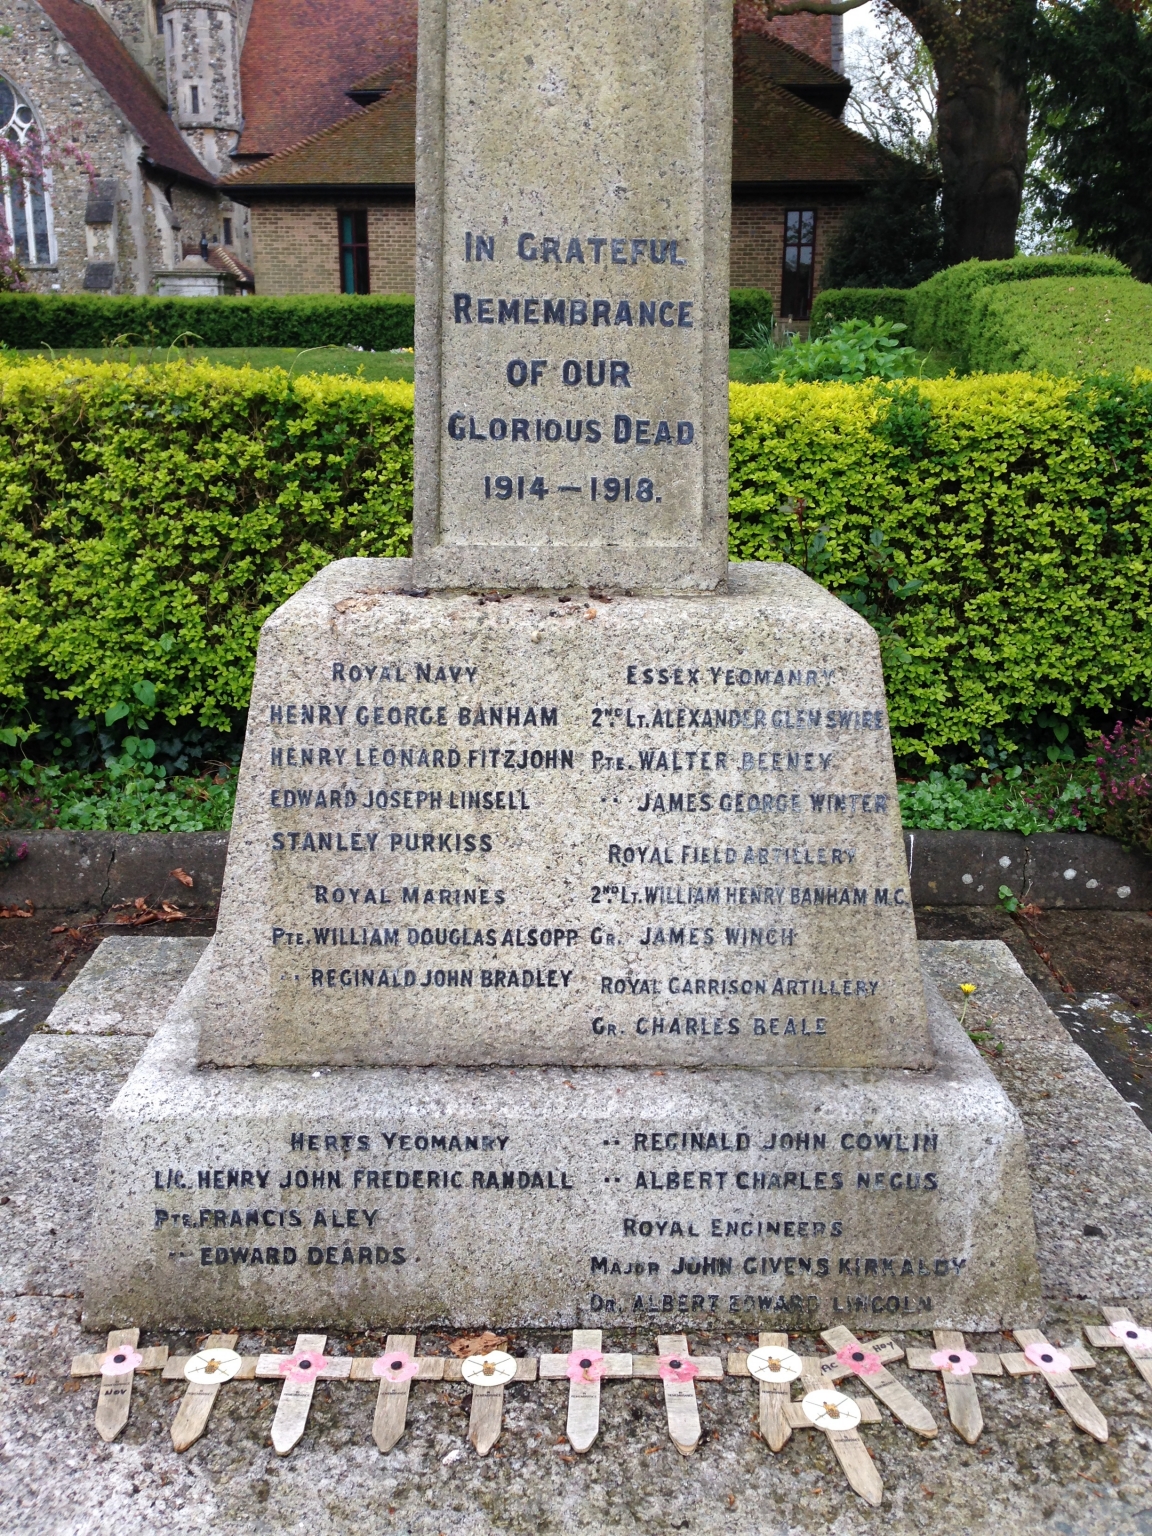 IN GRATEFUL
REMEMBRANCE
OF OUR
GLORIOUS DEAD
1914 — 1918.
ROYAL NAVY
HENRY GEORGE BANHAM
HENRY LEONARD FITZJOHN
EDWARD JOSEPH LINSELL
STANLEY PURKISS
ROYAL MARINES
PTE. WILLIAM DOUGLAS ALSOPP
·· REGINALD JOHN BRADLEY
ESSEX YEOMANRY
2ND LT. ALEXANDER GLEN SWIRE
PTE. WALTER BEENEY
·· JAMES GEORGE WINTER
ROYAL FIELD ARTILLERY
2ND LT. WILLIAM HENRY BANHAM M.C.
GR. JAMES WINCH
ROYAL GARRISON ARTILLERY
GR. CHARLES BEALE
HERTS YEOMANRY
L/C. HENRY JOHN FREDERIC RANDALL
PTE. FRANCIS ALEY
·· EDWARD DEARDS.
·· REGINALD JOHN COWLIN
·· ALBERT CHARLES NEGUS
ROYAL ENGINEERS
MAJOR JOHN GIVENS KIRKALDY
DR. ALBERT EDWARD LINCOLN